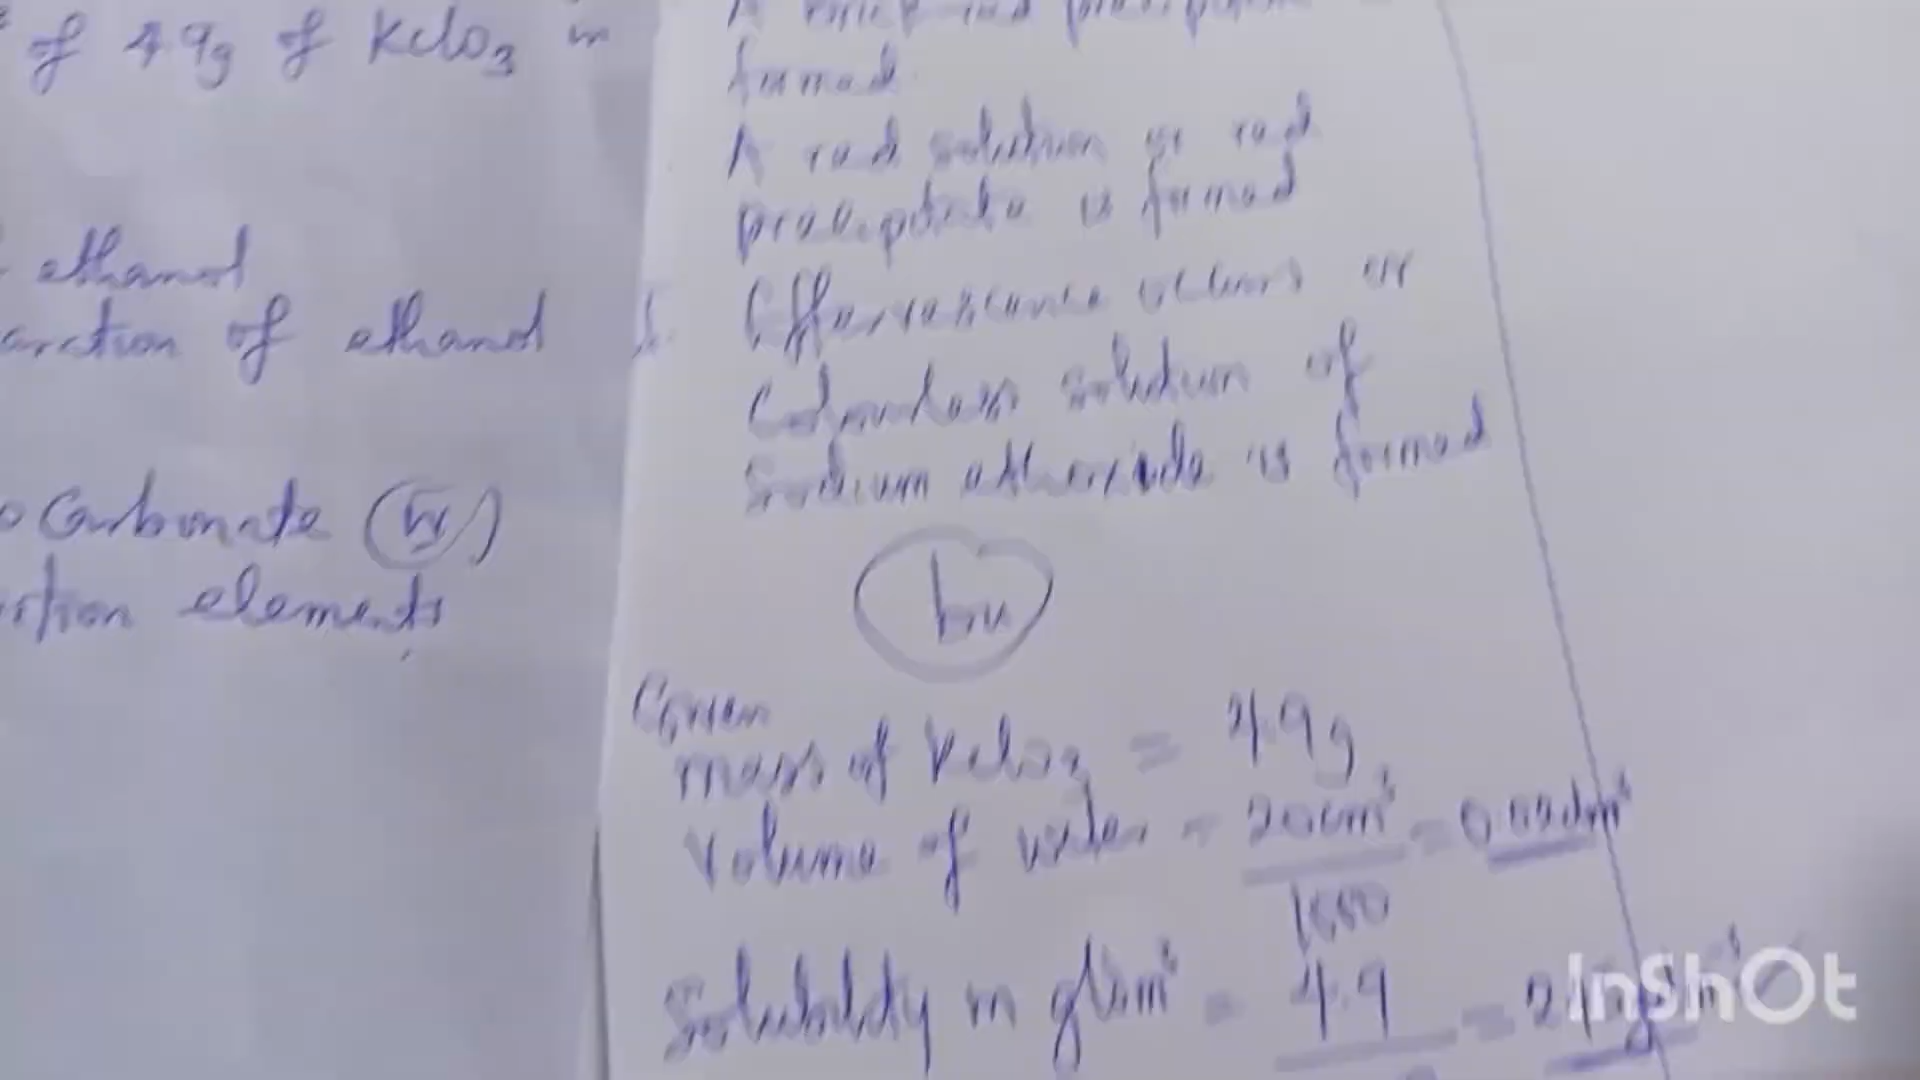 of 4.9g of KClO3 in
ethanol
of ethanol
Carbonate (IV)
elements
formed
A red solution or red
precipitate is formed
Effervescence occurs or
Colourless solution of
Sodium ethoxide is formed
Given
mass of KClO3 = 4.9g
Volume of water = 20cm³ = 0.02dm³
1000
Solubility in g/dm³ = 4.9 =
InShOt